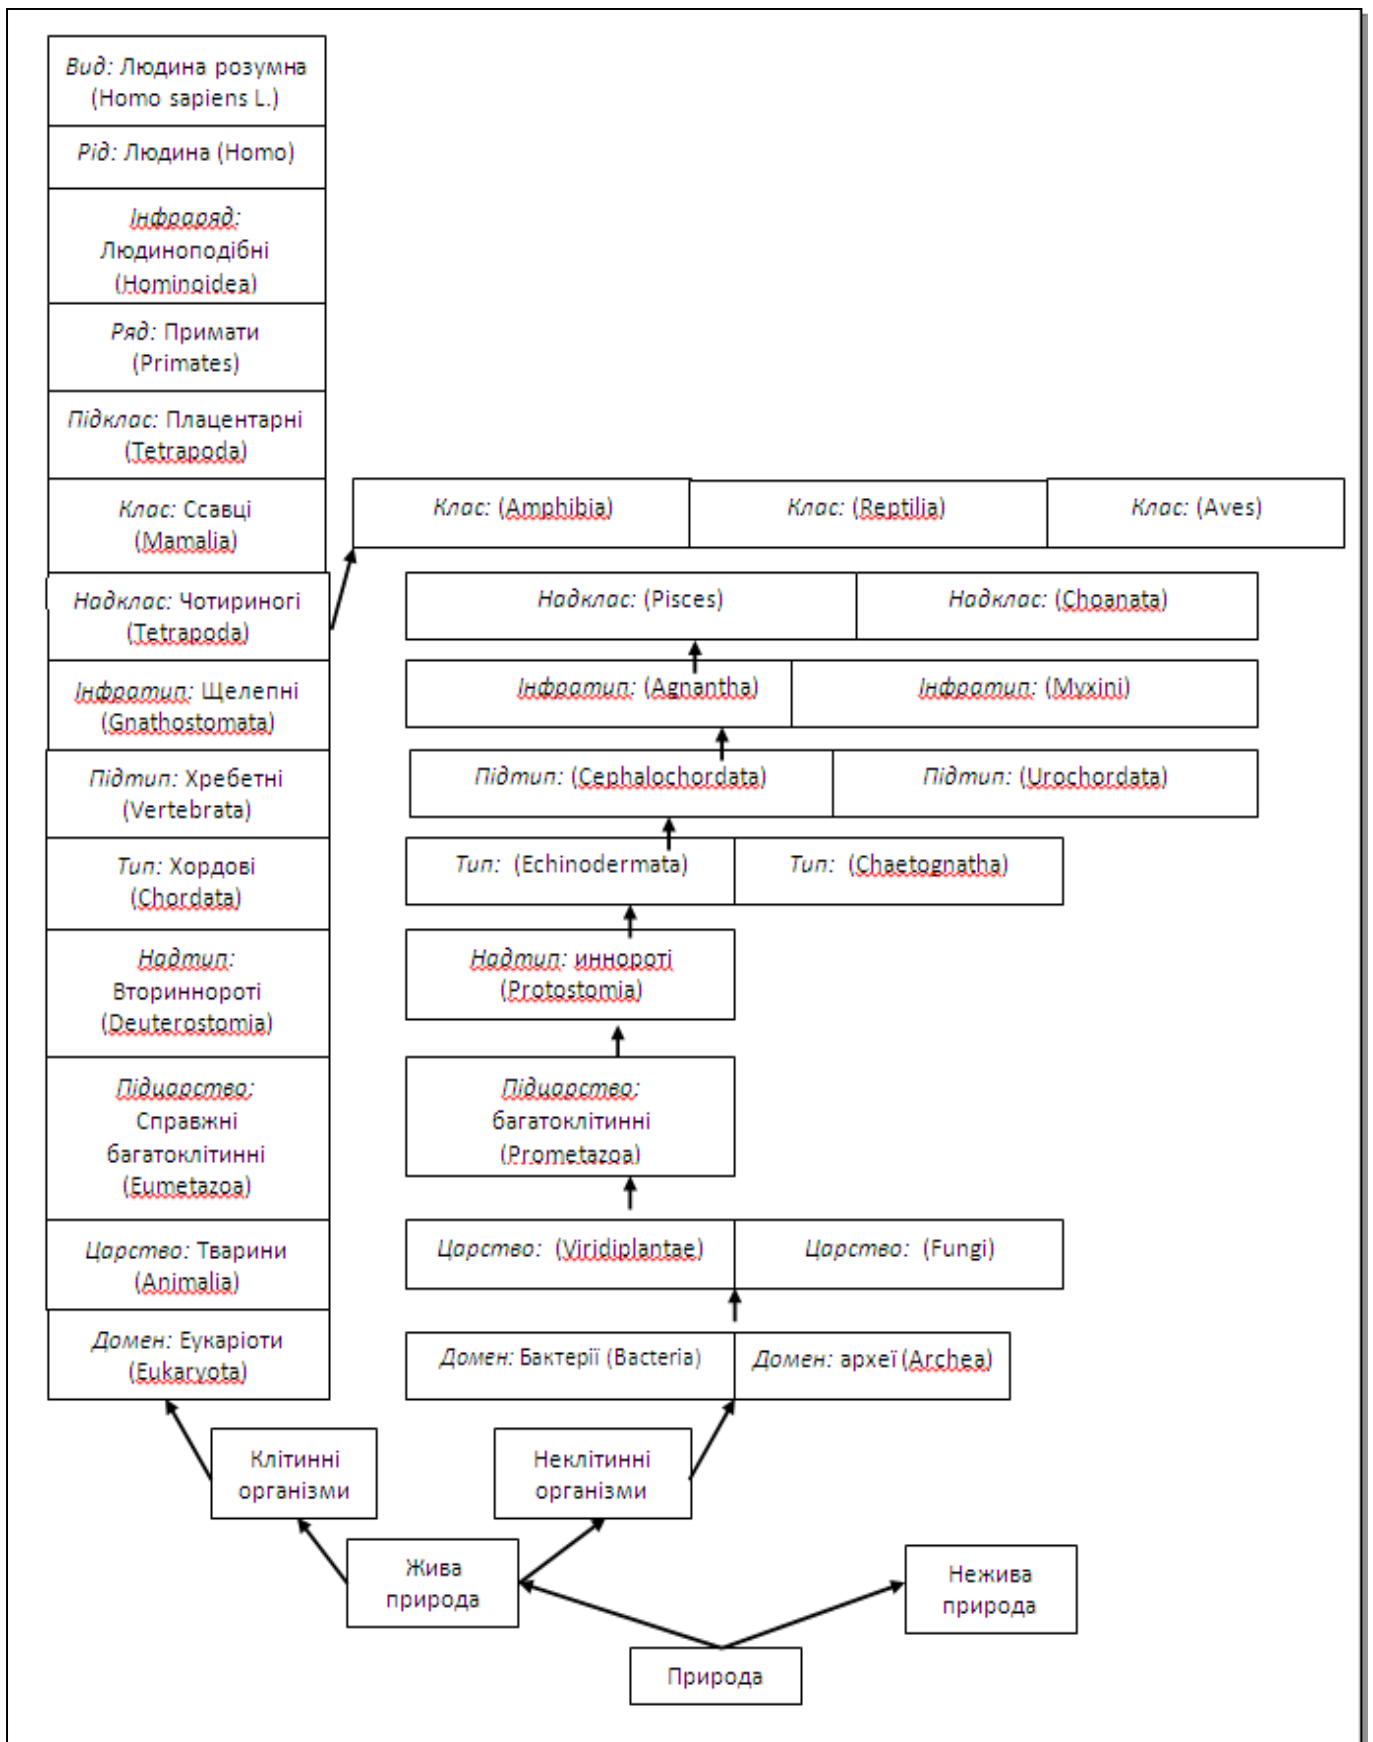 Вид: Людина розумна
(Homo sapiens L.)
Рід: Людина (Homo)
Інфраряд:
Людиноподібні
(Hominoidea)
Ряд: Примати
(Primates)
Підклас: Плацентарні
(Tetrapoda)
Клас: Ссавці
(Mamalia)
Клас: (Amphibia)
Клас: (Reptilia)
Клас: (Aves)
Надклас: Чотириногі
(Tetrapoda)
Надклас: (Pisces)
Надклас: (Choanata)
Інфратип: Щелепні
(Gnathostomata)
Інфратип: (Agnantha)
Інфратип: (Myxini)
Підтип: Хребетні
(Vertebrata)
Підтип: (Cephalochordata)
Підтип: (Urochordata)
Тип: Хордові
(Chordata)
Тип: (Echinodermata)
Тип: (Chaetognatha)
Надтип:
Вториннороті
(Deuterostomia)
Надтип: иннороті
(Protostomia)
Підцарство:
Справжні
багатоклітинні
(Eumetazoa)
Підцарство:
багатоклітинні
(Prometazoa)
Царство: Тварини
(Animalia)
Царство: (Viridiplantae)
Царство: (Fungi)
Домен: Еукаріоти
(Eukaryota)
Домен: Бактерії (Bacteria)
Домен: археї (Archea)
Клітинні
організми
Неклітинні
організми
Жива
природа
Нежива
природа
Природа